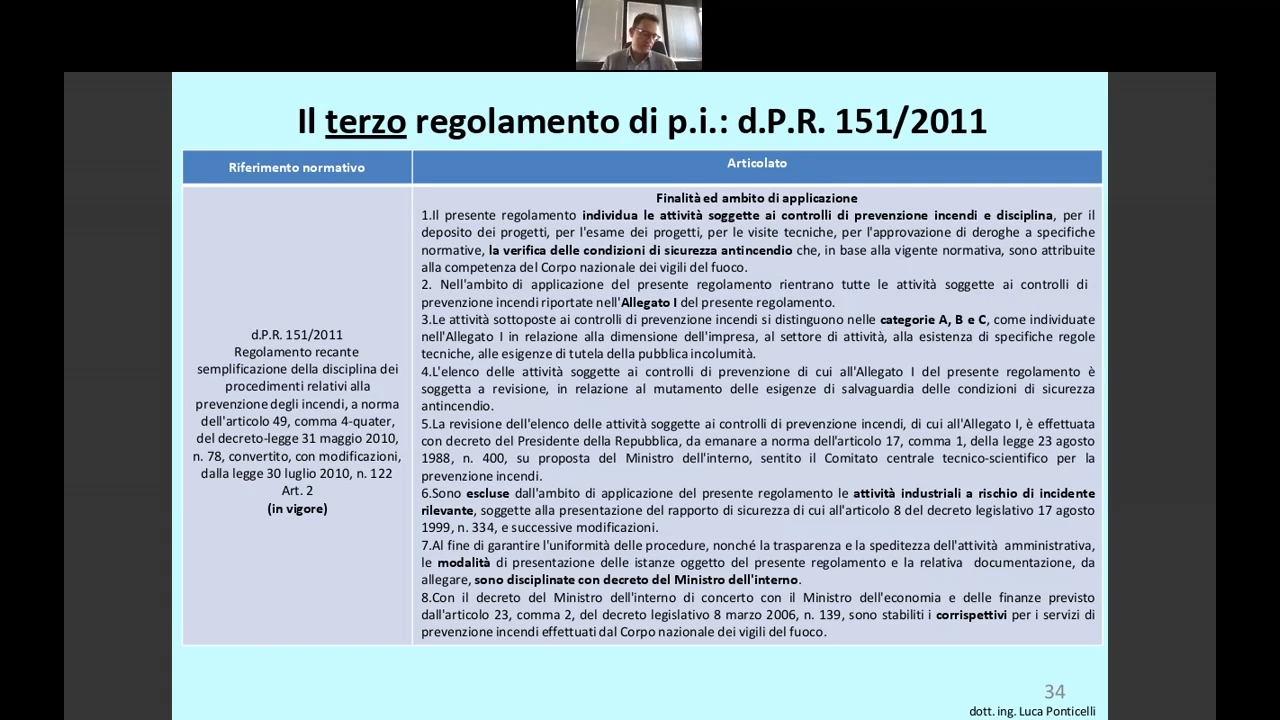 Il terzo regolamento di p.i.: d.P.R. 151/2011
Riferimento normativo
Articolato
d.P.R. 151/2011
Regolamento recante
semplificazione della disciplina dei
procedimenti relativi alla
prevenzione degli incendi, a norma
dell'articolo 49, comma 4-quater,
del decreto-legge 31 maggio 2010,
n. 78, convertito, con modificazioni,
dalla legge 30 luglio 2010, n. 122
Art. 2
(in vigore)
Finalità ed ambito di applicazione
1.Il presente regolamento individua le attività soggette ai controlli di prevenzione incendi e disciplina, per il
deposito dei progetti, per l'esame dei progetti, per le visite tecniche, per l'approvazione di deroghe a specifiche
normative, la verifica delle condizioni di sicurezza antincendio che, in base alla vigente normativa, sono attribuite
alla competenza del Corpo nazionale dei vigili del fuoco.
2. Nell'ambito di applicazione del presente regolamento rientrano tutte le attività soggette ai controlli di
prevenzione incendi riportate nell'Allegato I del presente regolamento.
3.Le attività sottoposte ai controlli di prevenzione incendi si distinguono nelle categorie A, B e C, come individuate
nell'Allegato I in relazione alla dimensione dell'impresa, al settore di attività, alla esistenza di specifiche regole
tecniche, alle esigenze di tutela della pubblica incolumità.
4.L'elenco delle attività soggette ai controlli di prevenzione di cui all'Allegato I del presente regolamento è
soggetta a revisione, in relazione al mutamento delle esigenze di salvaguardia delle condizioni di sicurezza
antincendio.
5.La revisione dell'elenco delle attività soggette ai controlli di prevenzione incendi, di cui all'Allegato I, è effettuata
con decreto del Presidente della Repubblica, da emanare a norma dell'articolo 17, comma 1, della legge 23 agosto
1988, n. 400, su proposta del Ministro dell'interno, sentito il Comitato centrale tecnico-scientifico per la
prevenzione incendi.
6.Sono escluse dall'ambito di applicazione del presente regolamento le attività industriali a rischio di incidente
rilevante, soggette alla presentazione del rapporto di sicurezza di cui all'articolo 8 del decreto legislativo 17 agosto
1999, n. 334, e successive modificazioni.
7.Al fine di garantire l'uniformità delle procedure, nonché la trasparenza e la speditezza dell'attività amministrativa,
le modalità di presentazione delle istanze oggetto del presente regolamento e la relativa documentazione, da
allegare, sono disciplinate con decreto del Ministro dell'interno.
8.Con il decreto del Ministro dell'interno di concerto con il Ministro dell'economia e delle finanze previsto
dall'articolo 23, comma 2, del decreto legislativo 8 marzo 2006, n. 139, sono stabiliti i corrispettivi per i servizi di
prevenzione incendi effettuati dal Corpo nazionale dei vigili del fuoco.
34
dott. ing. Luca Ponticelli